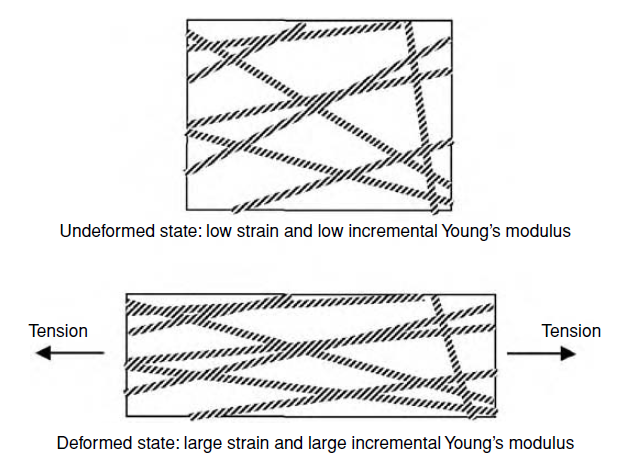 Undeformed state: low strain and low incremental Young’s modulus
Tension
Tension
Deformed state: large strain and large incremental Young’s modulus